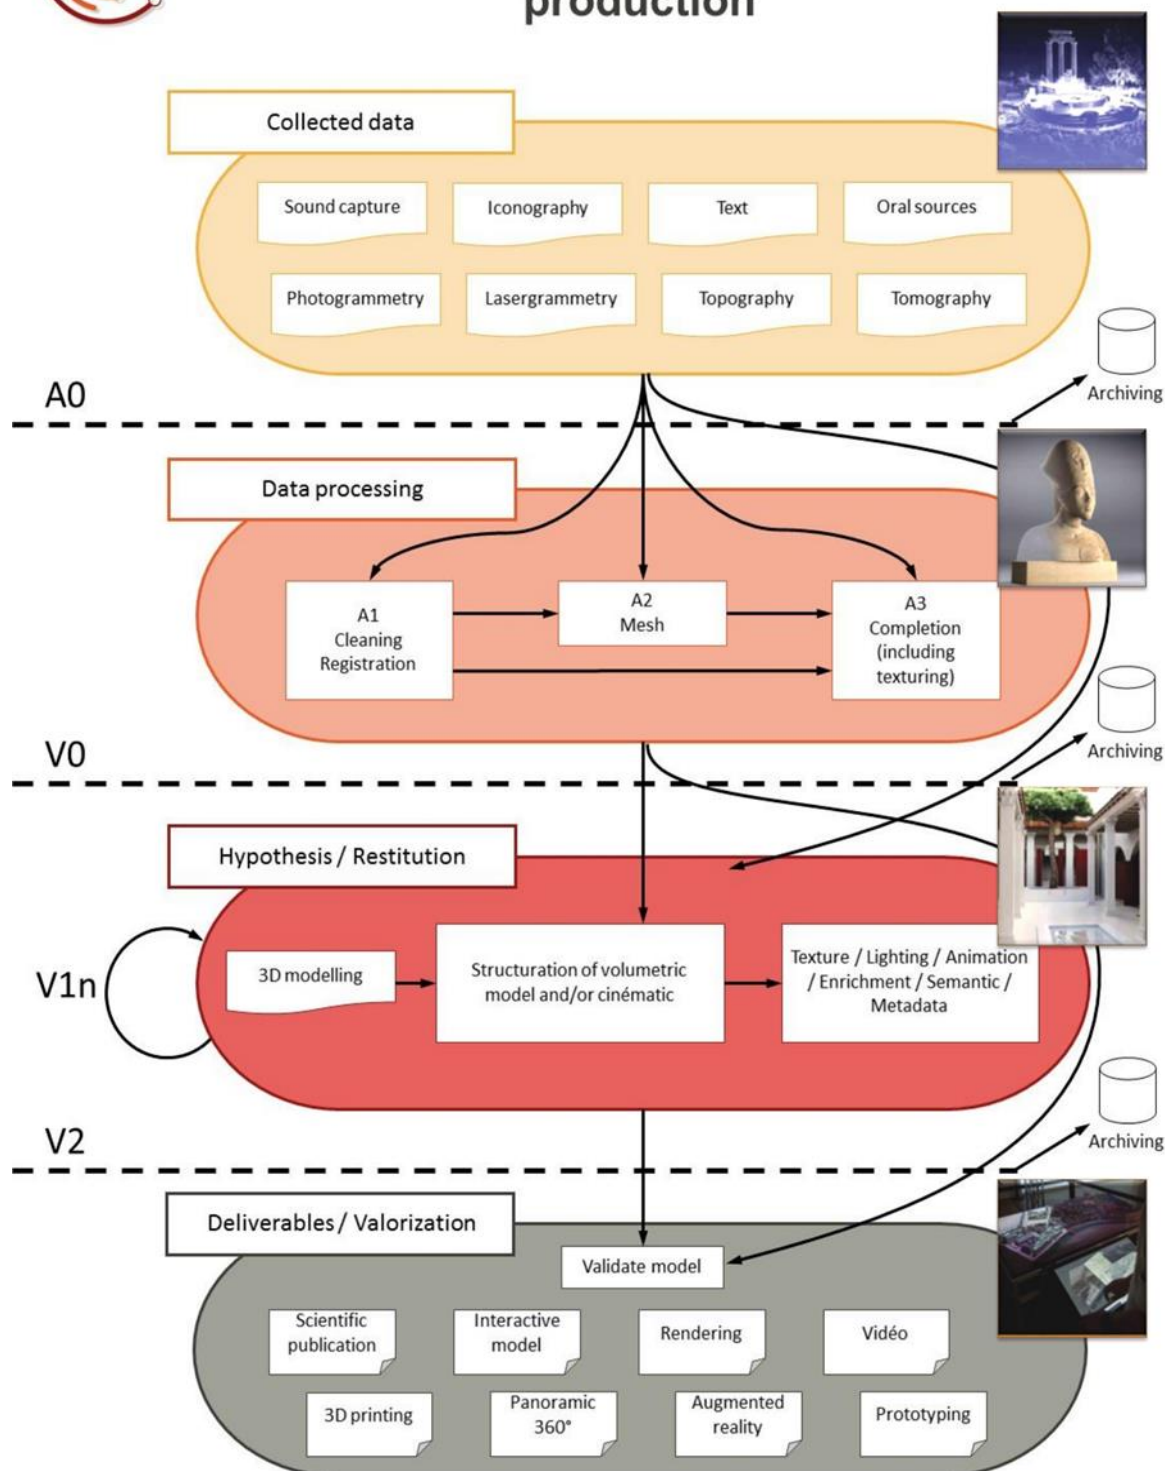 production
Collected data
Sound capture
Iconography
Text
Oral sources
Photogrammetry
Lasergrammetry
Topography
Tomography
Archiving
A0
Data processing
A1
Cleaning
Registration
A2
Mesh
A3
Completion
(including
texturing)
Archiving
V0
Hypothesis / Restitution
V1n
3D modelling
Structuration of volumetric
model and/or cinématic
Texture / Lighting / Animation
/ Enrichment / Semantic /
Metadata
Archiving
V2
Deliverables / Valorization
Validate model
Scientific
publication
Interactive
model
Rendering
Vidéo
3D printing
Panoramic
360°
Augmented
reality
Prototyping